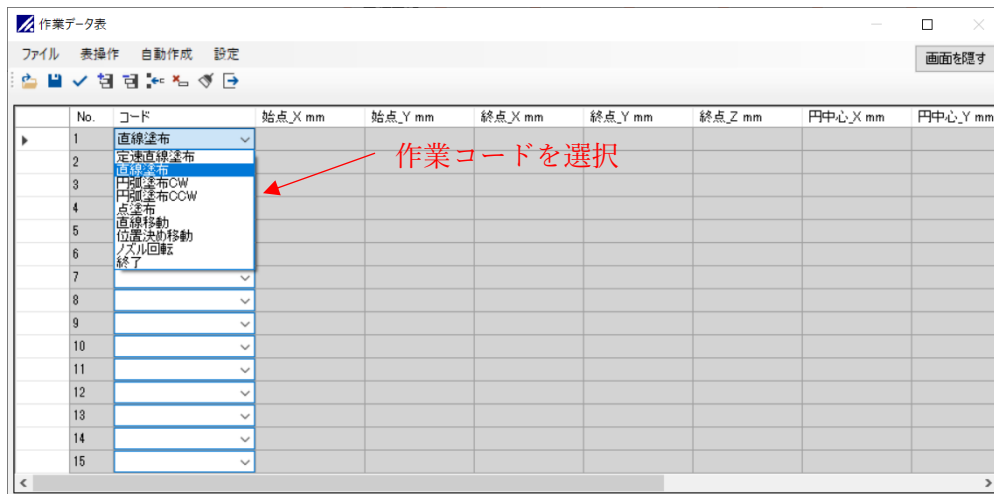 作業データ表
ファイル 表操作 自動作成 設定
画面を隠す
No. コード 始点_X mm 始点_Y mm 終点_X mm 終点_Y mm 終点_Z mm 円中心_X mm 円中心_Y mm
1 直線塗布
2 定速直線塗布
直線塗布
3 円弧塗布CW
円弧塗布CCW
4 点塗布
5 直線移動
位置決め移動
6 ノズル回転
終了
作業コードを選択
7
8
9
10
11
12
13
14
15